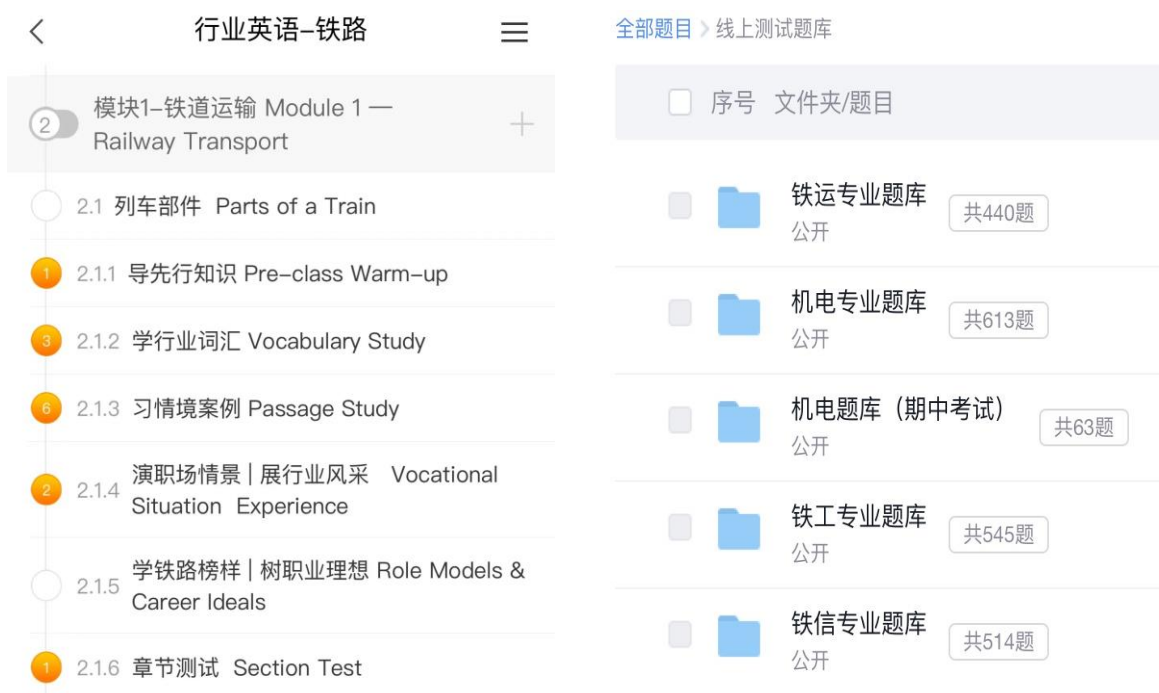 行业英语-铁路
2
模块1-铁道运输 Module 1 —
Railway Transport
2.1 列车部件 Parts of a Train
1 2.1.1 导先行知识 Pre-class Warm-up
3 2.1.2 学行业词汇 Vocabulary Study
6 2.1.3 习情境案例 Passage Study
2 2.1.4 演职场情景 | 展行业风采 Vocational
Situation Experience
2.1.5 学铁路榜样 | 树职业理想 Role Models &
Career Ideals
1 2.1.6 章节测试 Section Test
全部题目 线上测试题库
序号 文件夹/题目
铁运专业题库 共440题
公开
机电专业题库 共613题
公开
机电题库（期中考试） 共63题
公开
铁工专业题库 共545题
公开
铁信专业题库 共514题
公开